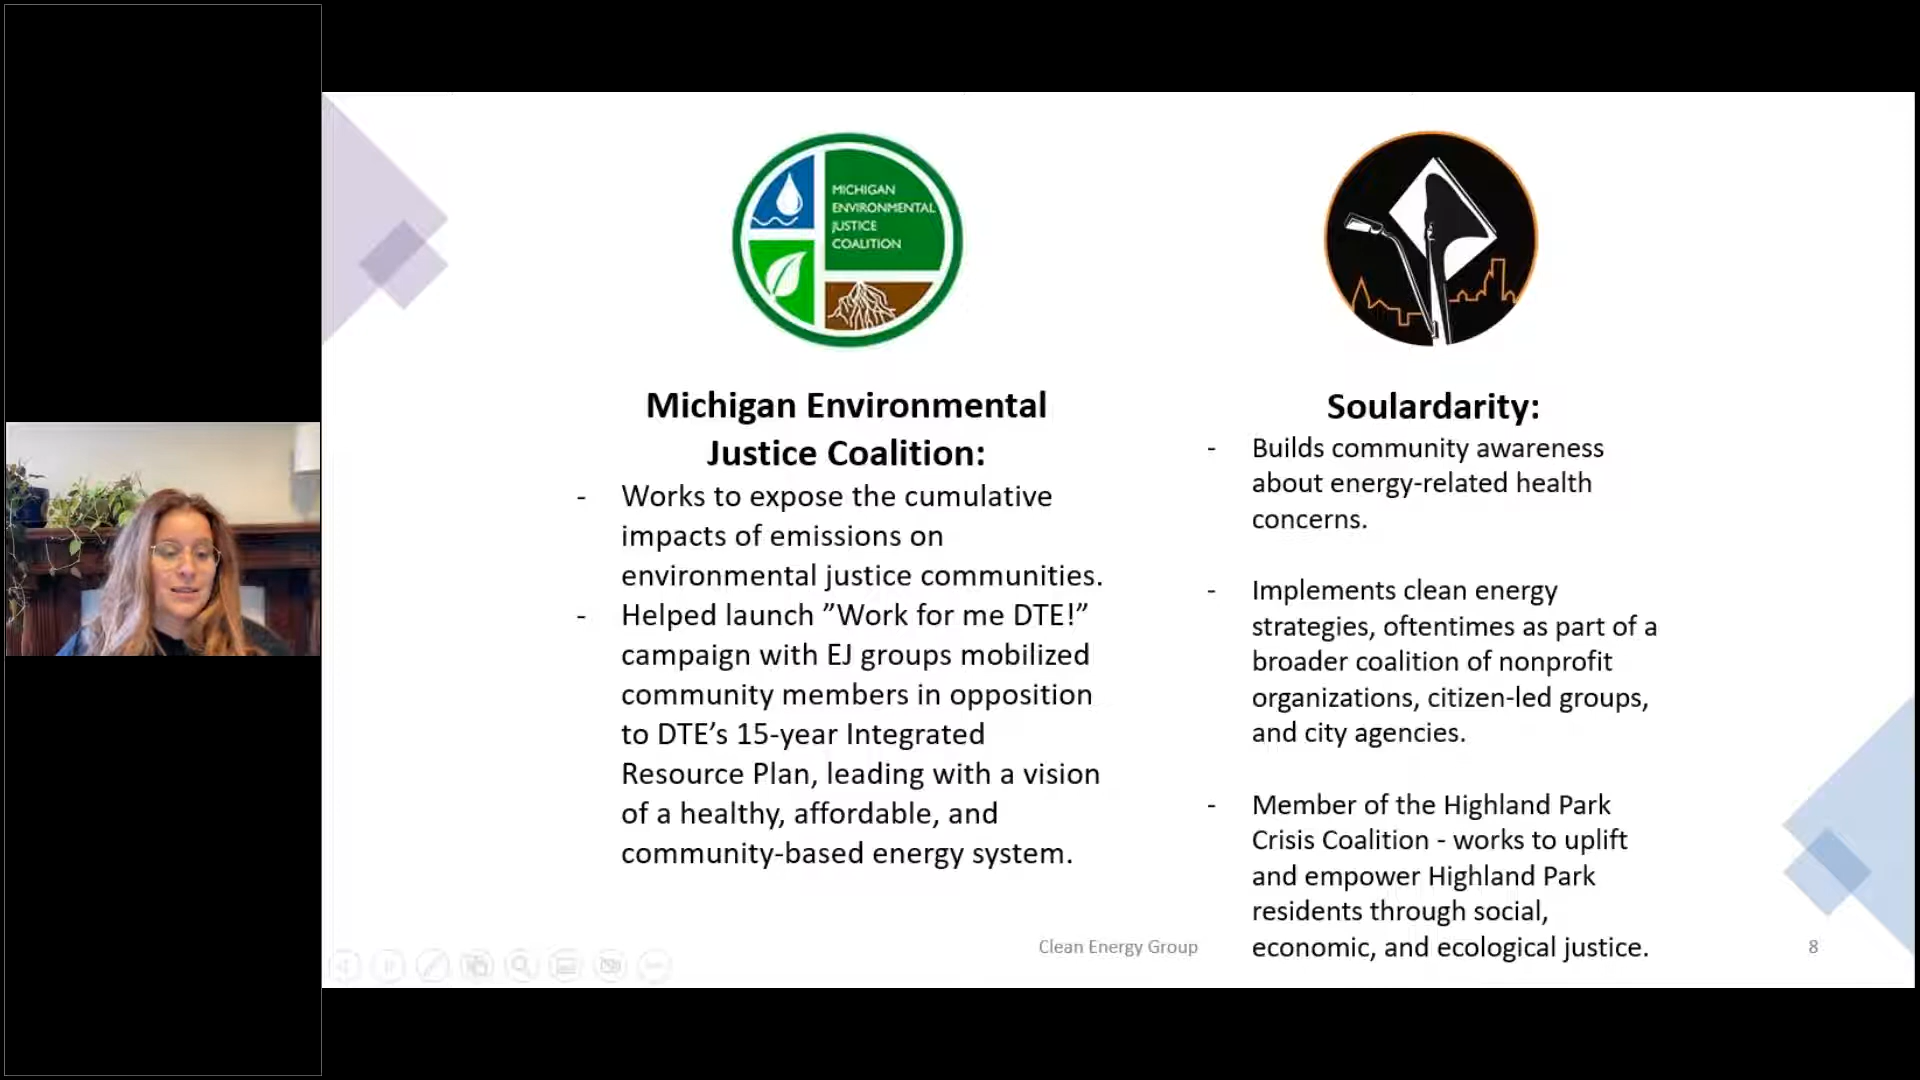 MICHIGAN
ENVIRONMENTAL
JUSTICE
COALITION
Michigan Environmental
Justice Coalition:
- Works to expose the cumulative
impacts of emissions on
environmental justice communities.
- Helped launch ”Work for me DTE!”
campaign with EJ groups mobilized
community members in opposition
to DTE’s 15-year Integrated
Resource Plan, leading with a vision
of a healthy, affordable, and
community-based energy system.
Soulardarity:
- Builds community awareness
about energy-related health
concerns.
- Implements clean energy
strategies, oftentimes as part of a
broader coalition of nonprofit
organizations, citizen-led groups,
and city agencies.
- Member of the Highland Park
Crisis Coalition - works to uplift
and empower Highland Park
residents through social,
economic, and ecological justice.
Clean Energy Group
8